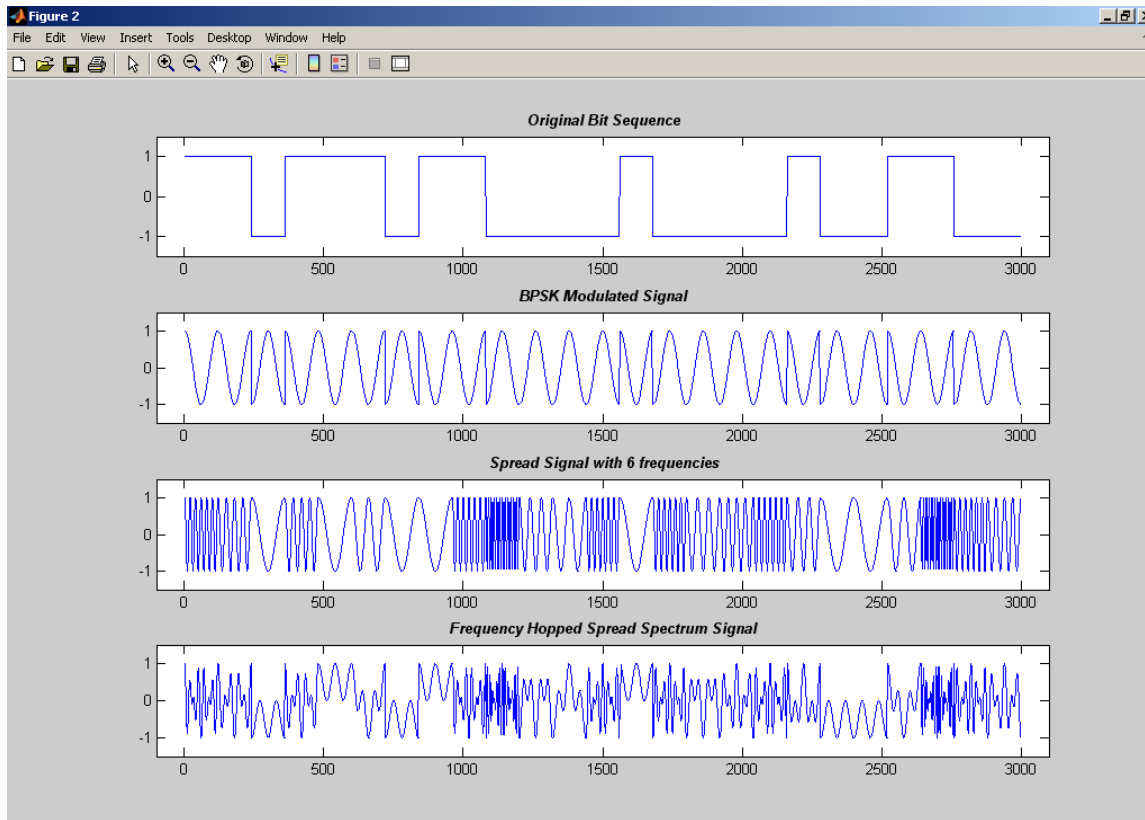 Figure 2
File Edit View Insert Tools Desktop Window Help
Original Bit Sequence
1
0
-1
0 500 1000 1500 2000 2500 3000
BPSK Modulated Signal
1
0
-1
0 500 1000 1500 2000 2500 3000
Spread Signal with 6 frequencies
1
0
-1
0 500 1000 1500 2000 2500 3000
Frequency Hopped Spread Spectrum Signal
1
0
-1
0 500 1000 1500 2000 2500 3000